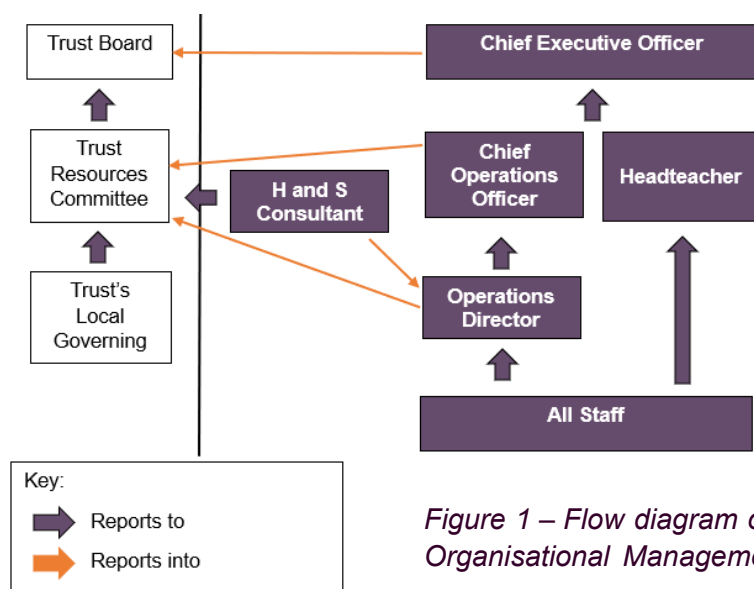 Trust Board
Chief Executive Officer
Trust
Resources
Committee
H and S
Consultant
Chief
Operations
Officer
Headteacher
Trust's
Local
Governing
Operations
Director
All Staff
Key:
Reports to
Reports into
Figure 1 – Flow diagram
Organisational